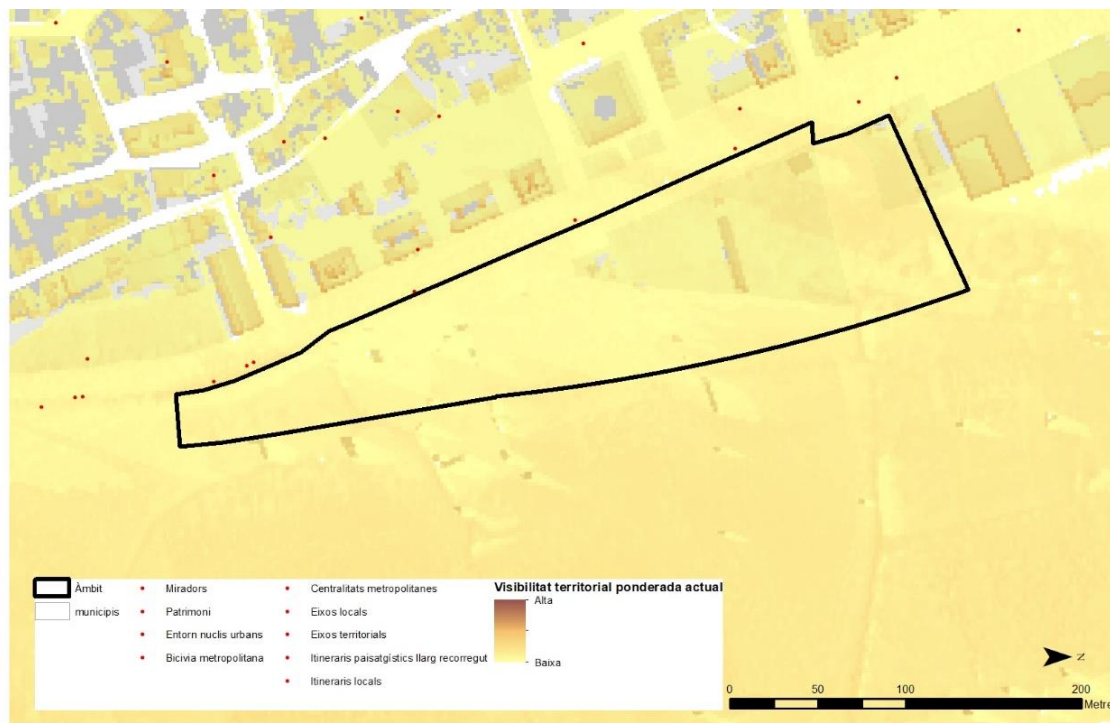 Àmbit
municipis
Miradors
Patrimoni
Entorn nuclis urbans
Bicivia metropolitana
Centralitats metropolitanes
Eixos locals
Eixos territorials
Itineraris paisatgístics llarg recorregut
Itineraris locals
Visibilitat territorial ponderada actual
Alta
Baixa
N
0 50 100 200
Metre